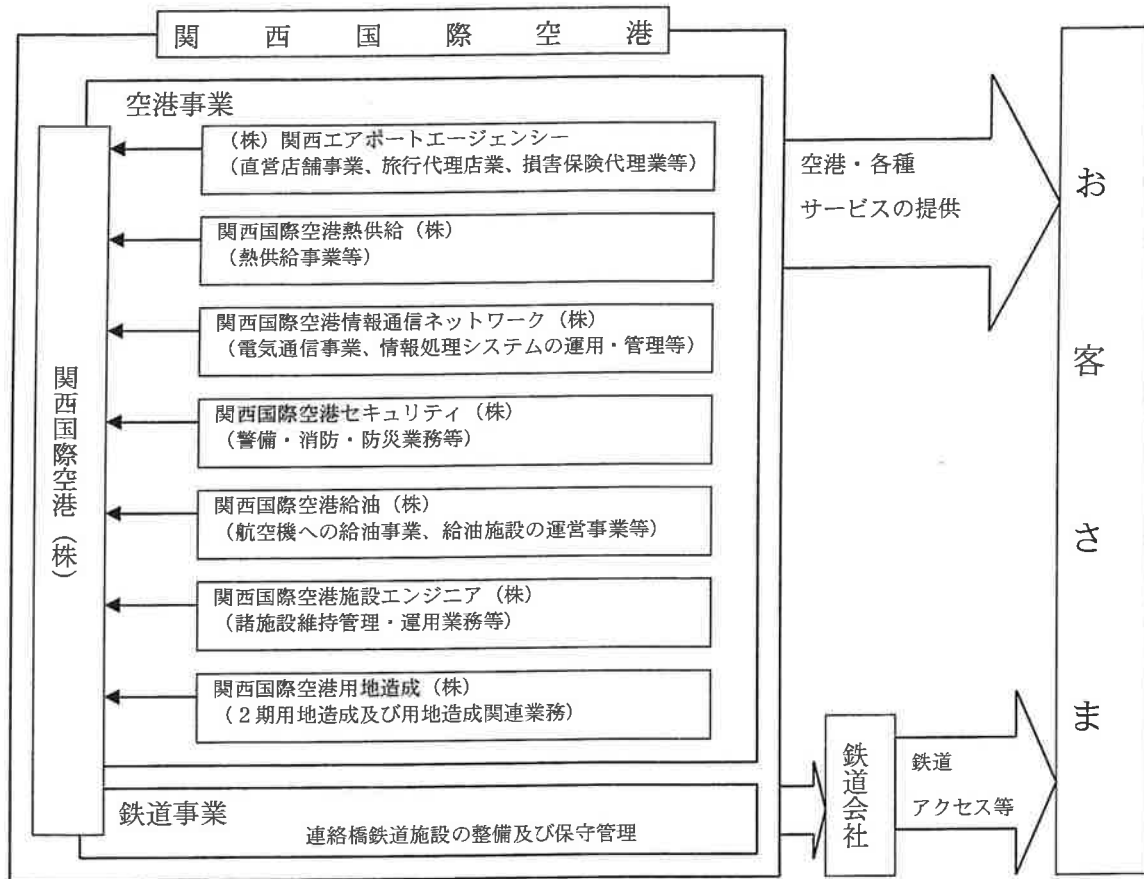 関西国際空港
空港事業
(株)関西エアポートエージェンシー
(直営店舗事業、旅行代理店業、損害保険代理業等)
関西国際空港熱供給(株)
(熱供給事業等)
関西国際空港情報通信ネットワーク(株)
(電気通信事業、情報処理システムの運用・管理等)
関西国際空港セキュリティ(株)
(警備・消防・防災業務等)
関西国際空港給油(株)
(航空機への給油事業、給油施設の運営事業等)
関西国際空港施設エンジニア(株)
(諸施設維持管理・運用業務等)
関西国際空港用地造成(株)
(2期用地造成及び用地造成関連業務)
関西国際空港(株)
鉄道事業
連絡橋鉄道施設の整備及び保守管理
空港・各種
サービスの提供
鉄道会社
鉄道
アクセス等
お客さま